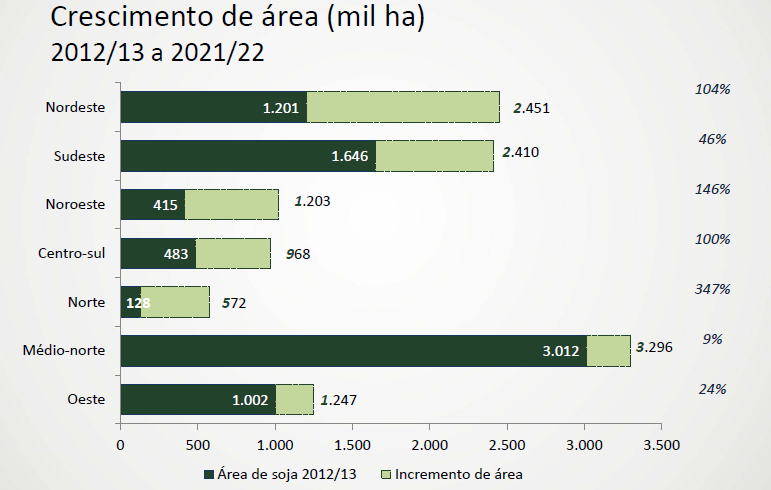 Crescimento de área (mil ha)
2012/13 a 2021/22
Nordeste 1.201 2.451 104%
Sudeste 1.646 2.410 46%
Noroeste 415 1.203 146%
Centro-sul 483 968 100%
Norte 128 572 347%
Médio-norte 3.012 3.296 9%
Oeste 1.002 1.247 24%
0 500 1.000 1.500 2.000 2.500 3.000 3.500
Área de soja 2012/13 Incremento de área